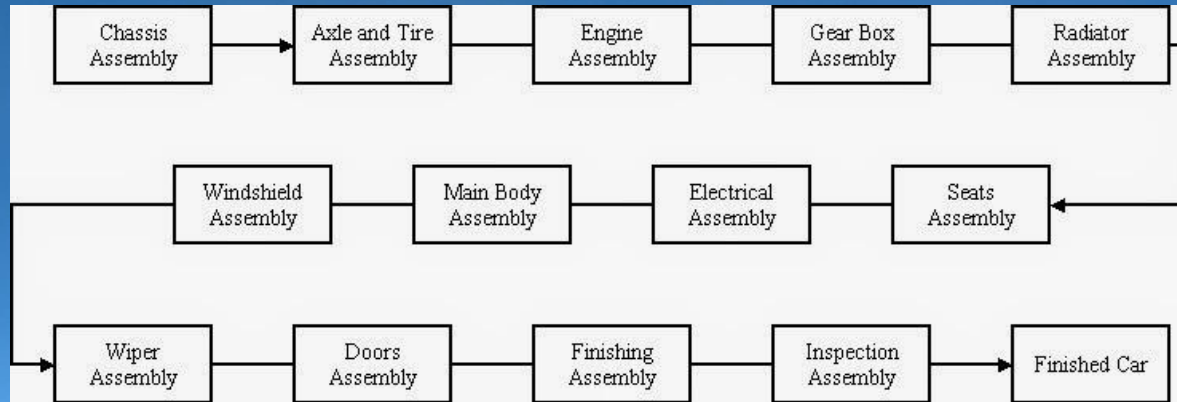 Chassis
Assembly
Axle and Tire
Assembly
Engine
Assembly
Gear Box
Assembly
Radiator
Assembly
Windshield
Assembly
Main Body
Assembly
Electrical
Assembly
Seats
Assembly
Wiper
Assembly
Doors
Assembly
Finishing
Assembly
Inspection
Assembly
Finished Car